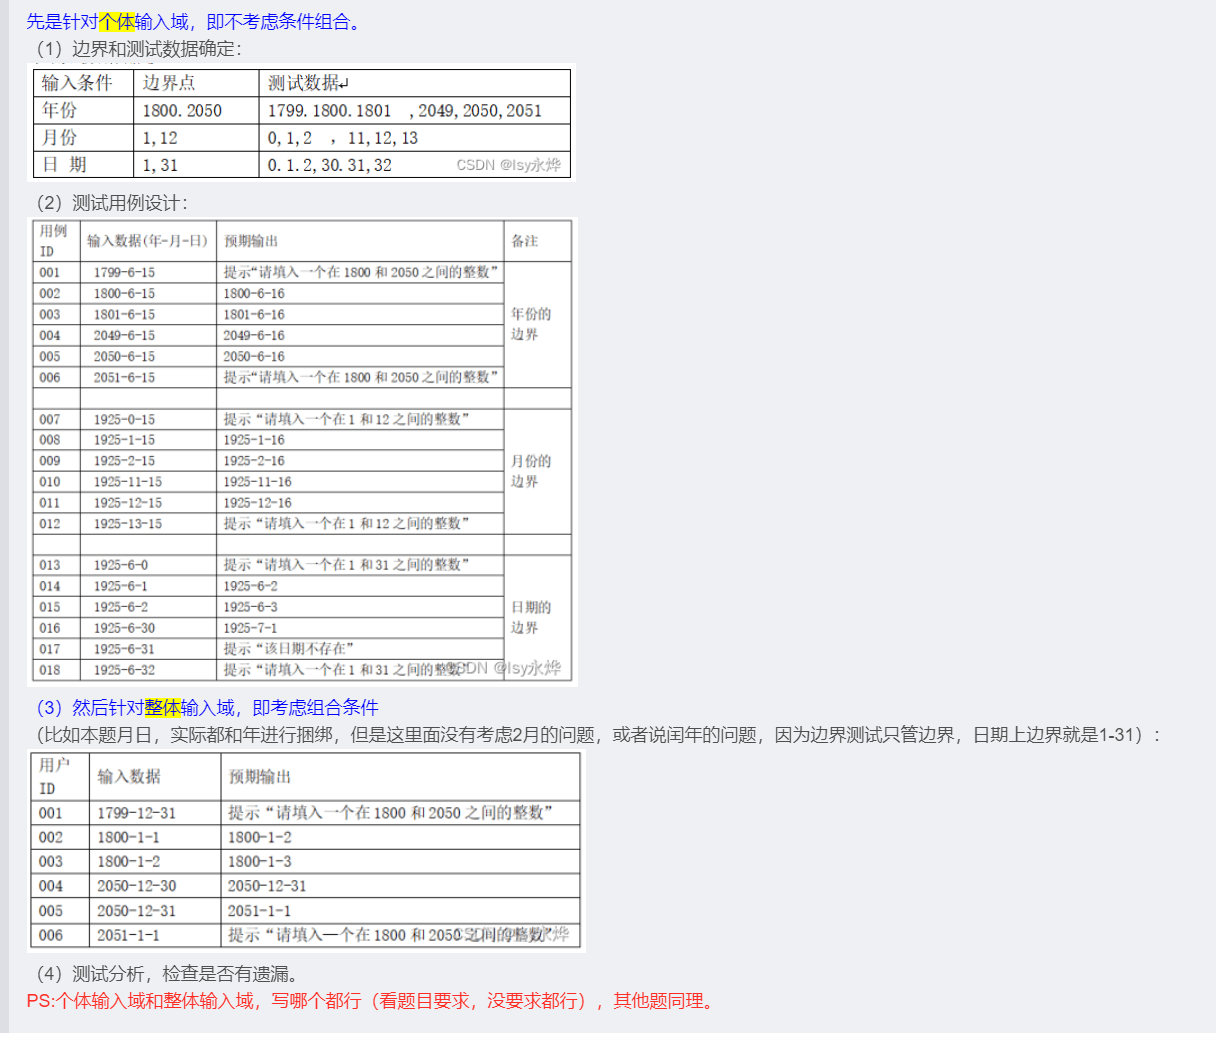 先是针对个体输入域，即不考虑条件组合。
（1）边界和测试数据确定：
输入条件 边界点 测试数据↲
年份 1800.2050 1799.1800.1801 ,2049,2050,2051
月份 1,12 0,1,2 ，11,12,13
日 期 1,31 0.1.2,30.31,32
CSDN @lsy永烨
（2）测试用例设计：
用例ID 输入数据(年-月-日) 预期输出 备注
001 1799-6-15 提示“请填入一个在 1800 和 2050 之间的整数”
002 1800-6-15 1800-6-16
003 1801-6-15 1801-6-16
004 2049-6-15 2049-6-16
005 2050-6-15 2050-6-16
006 2051-6-15 提示“请填入一个在 1800 和 2050 之间的整数”
年份的
边界
007 1925-0-15 提示“请填入一个在 1 和 12 之间的整数”
008 1925-1-15 1925-1-16
009 1925-2-15 1925-2-16
010 1925-11-15 1925-11-16
011 1925-12-15 1925-12-16
012 1925-13-15 提示“请填入一个在 1 和 12 之间的整数”
月份的
边界
013 1925-6-0 提示“请填入一个在 1 和 31 之间的整数”
014 1925-6-1 1925-6-2
015 1925-6-2 1925-6-3
016 1925-6-30 1925-7-1
017 1925-6-31 提示“该日期不存在”
018 1925-6-32 提示“请填入一个在 1 和 31 之间的整数”
日期的
边界
CSDN @lsy永烨
（3）然后针对整体输入域，即考虑组合条件
（比如本题月日，实际都和年进行捆绑，但是这里面没有考虑2月的问题，或者说闰年的问题，因为边界测试只管边界，日期上边界就是1-31）：
用户ID 输入数据 预期输出
001 1799-12-31 提示“请填入一个在 1800 和 2050 之间的整数”
002 1800-1-1 1800-1-2
003 1800-1-2 1800-1-3
004 2050-12-30 2050-12-31
005 2050-12-31 2051-1-1
006 2051-1-1 提示“请填入一个在 1800 和 2050 之间的整数”
CSDN @lsy永烨
（4）测试分析，检查是否有遗漏。
PS:个体输入域和整体输入域，写哪个都行（看题目要求，没要求都行），其他题同理。